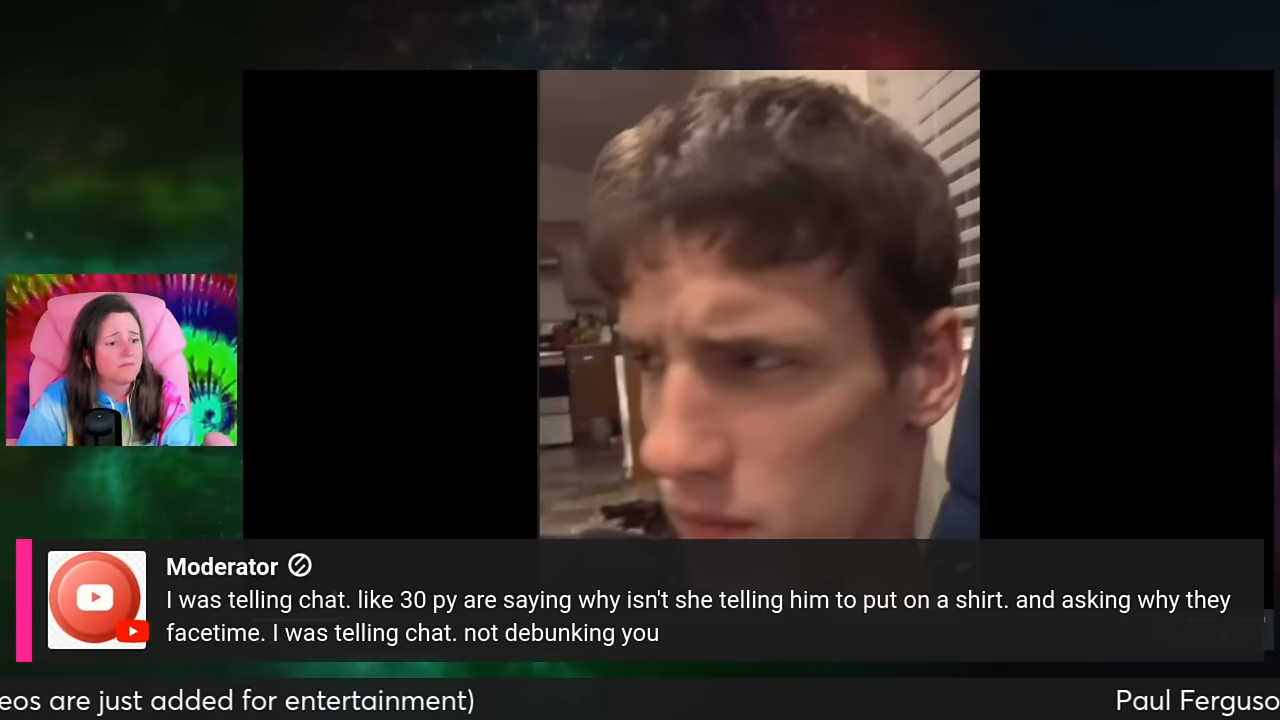 Moderator
I was telling chat. like 30 py are saying why isn't she telling him to put on a shirt. and asking why they
facetime. I was telling chat. not debunking you
eos are just added for entertainment) Paul Ferguso